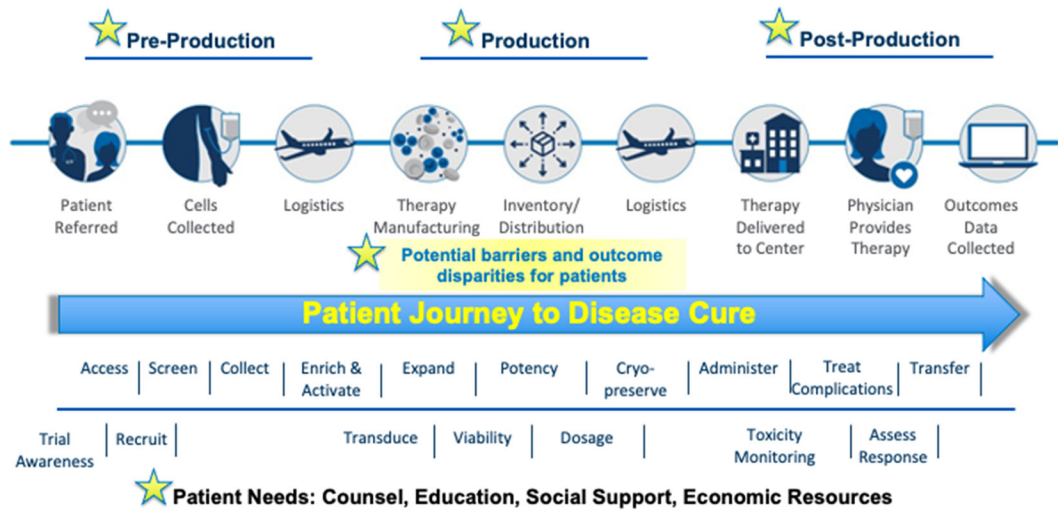 Pre-Production
Production
Post-Production
Patient
Referred
Cells
Collected
Logistics
Therapy
Manufacturing
Inventory/
Distribution
Logistics
Therapy
Delivered
to Center
Physician
Provides
Therapy
Outcomes
Data
Collected
Potential barriers and outcome
disparities for patients
Patient Journey to Disease Cure
Access
Screen
Collect
Enrich &
Activate
Expand
Potency
Cryo-
preserve
Administer
Treat
Complications
Transfer
Trial
Awareness
Recruit
Transduce
Viability
Dosage
Toxicity
Monitoring
Assess
Response
Patient Needs: Counsel, Education, Social Support, Economic Resources